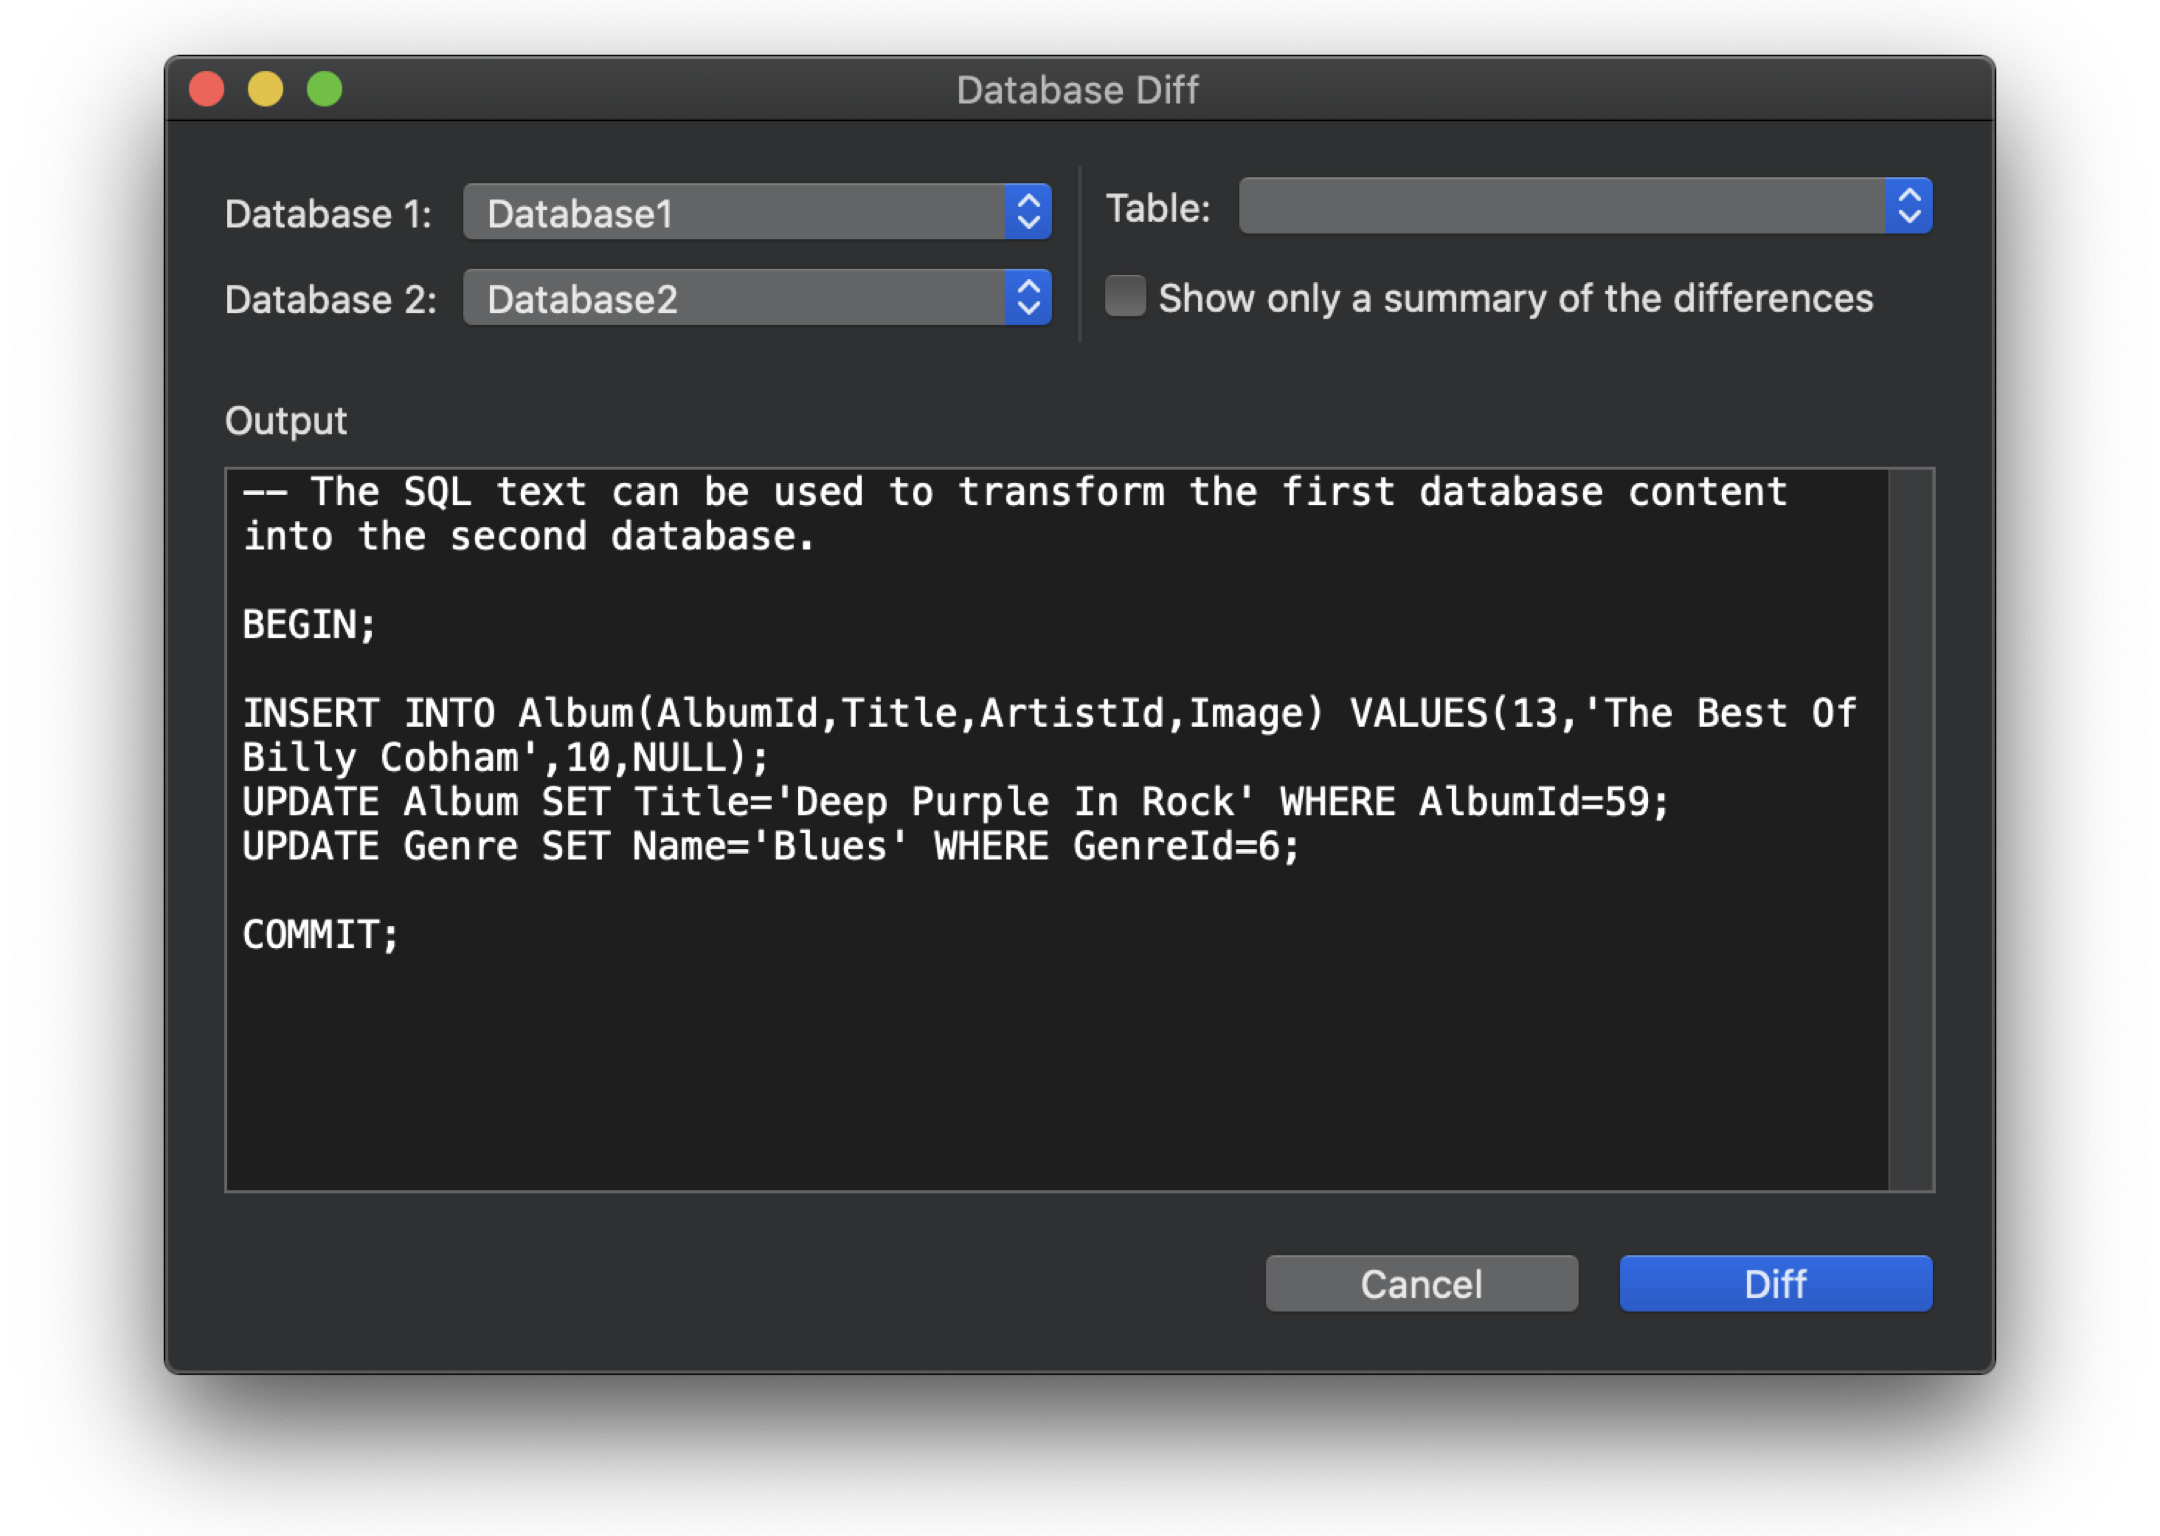 Database Diff
Database 1: Database1
Database 2: Database2
Table:
Show only a summary of the differences
Output
-- The SQL text can be used to transform the first database content
into the second database.
BEGIN;
INSERT INTO Album(AlbumId,Title,ArtistId,Image) VALUES(13,'The Best Of
Billy Cobham',10,NULL);
UPDATE Album SET Title='Deep Purple In Rock' WHERE AlbumId=59;
UPDATE Genre SET Name='Blues' WHERE GenreId=6;
COMMIT;
Cancel Diff